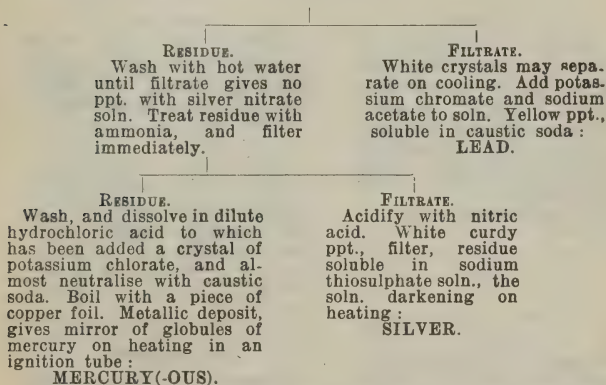 RESIDUE.
Wash with hot water
until filtrate gives no
ppt. with silver nitrate
soln. Treat residue with
ammonia, and filter
immediately.
FILTRATE.
White crystals may sepa-
rate on cooling. Add potas-
sium chromate and sodium
acetate to soln. Yellow ppt.,
soluble in caustic soda :
LEAD.
RESIDUE.
Wash, and dissolve in dilute
hydrochloric acid to which
has been added a crystal of
potassium chlorate, and al-
most neutralise with caustic
soda. Boil with a piece of
copper foil. Metallic deposit,
gives mirror of globules of
mercury on heating in an
ignition tube :
MERCURY(-OUS).
FILTRATE.
Acidify with nitric
acid. White curdy
ppt., filter, residue
soluble in sodium
thiosulphate soln., the
soln. darkening on
heating :
SILVER.